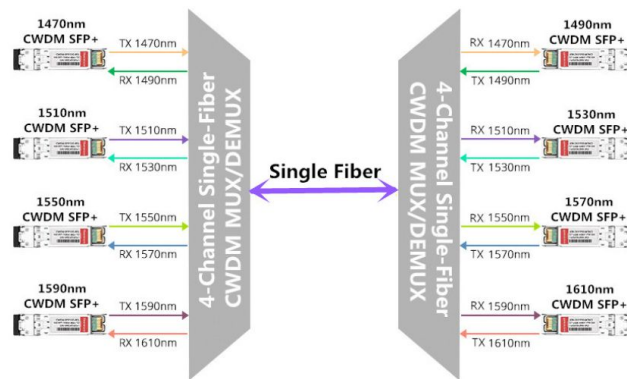 1470nm
CWDM SFP+
TX 1470nm
RX 1490nm
1510nm
CWDM SFP+
TX 1510nm
RX 1530nm
1550nm
CWDM SFP+
TX 1550nm
RX 1570nm
1590nm
CWDM SFP+
TX 1590nm
RX 1610nm
4-Channel Single-Fiber
CWDM MUX/DEMUX
Single Fiber
4-Channel Single-Fiber
CWDM MUX/DEMUX
1490nm
CWDM SFP+
RX 1470nm
TX 1490nm
1530nm
CWDM SFP+
RX 1510nm
TX 1530nm
1570nm
CWDM SFP+
RX 1550nm
TX 1570nm
1610nm
CWDM SFP+
RX 1590nm
TX 1610nm